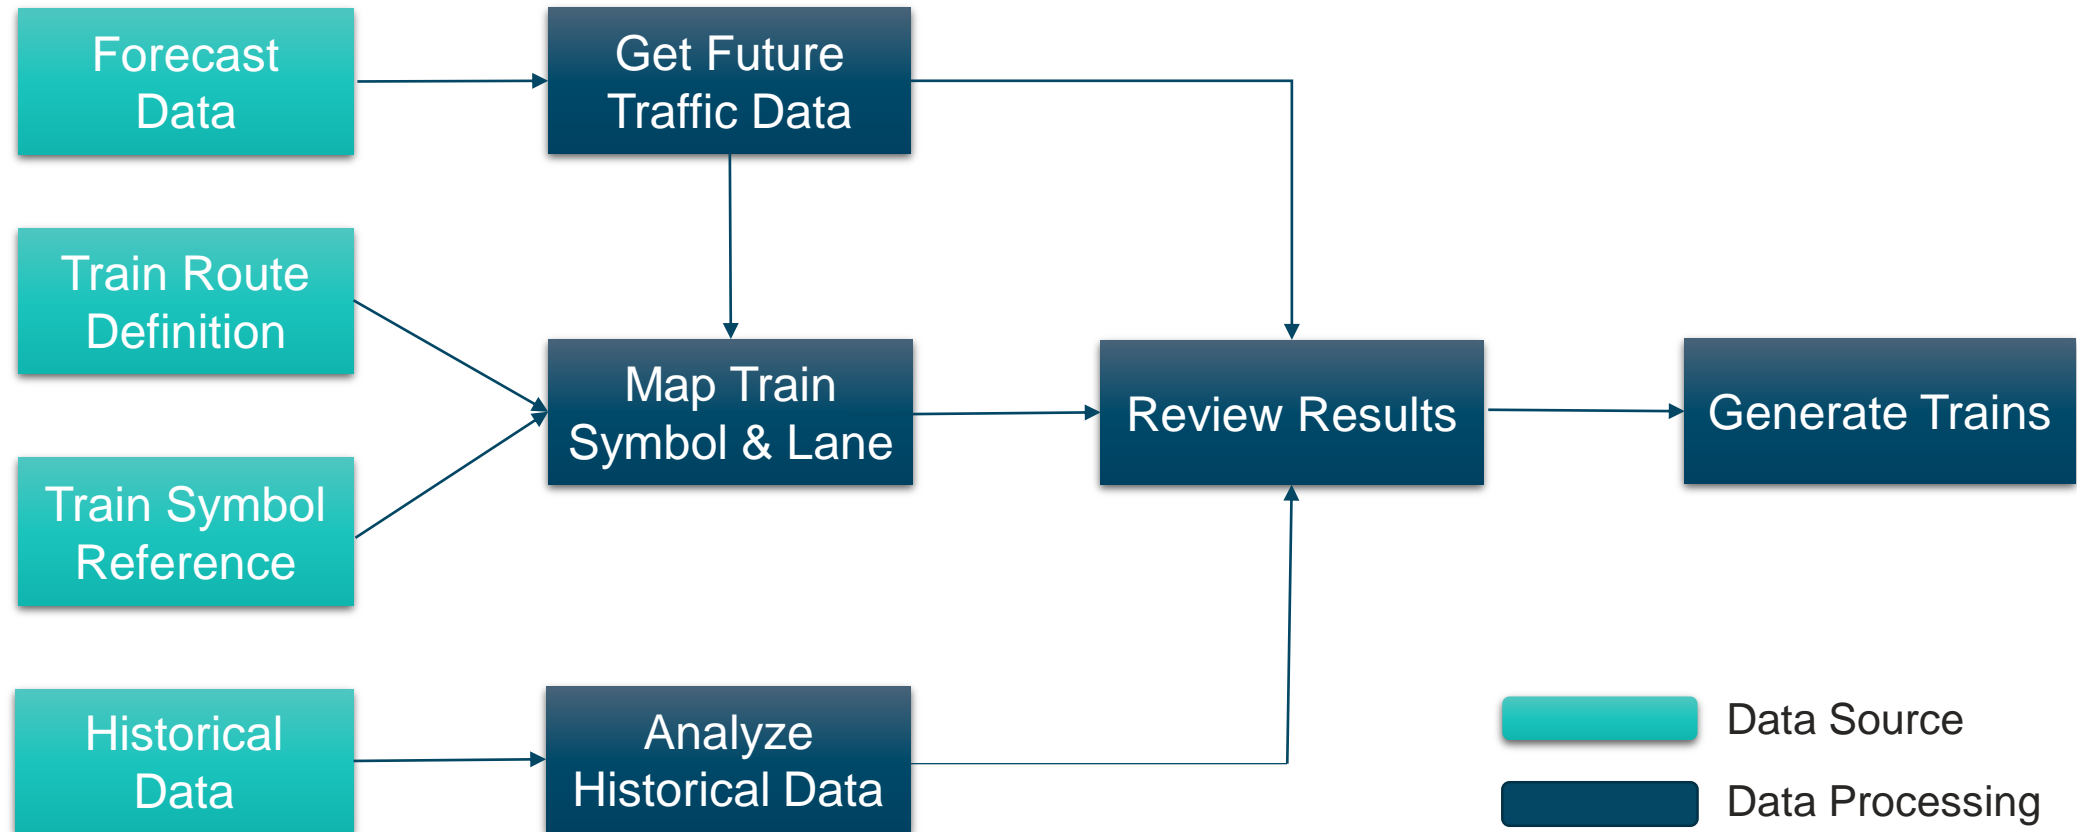 Forecast
Data
Get Future
Traffic Data
Train Route
Definition
Map Train
Symbol & Lane
Review Results
Generate Trains
Train Symbol
Reference
Historical
Data
Analyze
Historical Data
Data Source
Data Processing